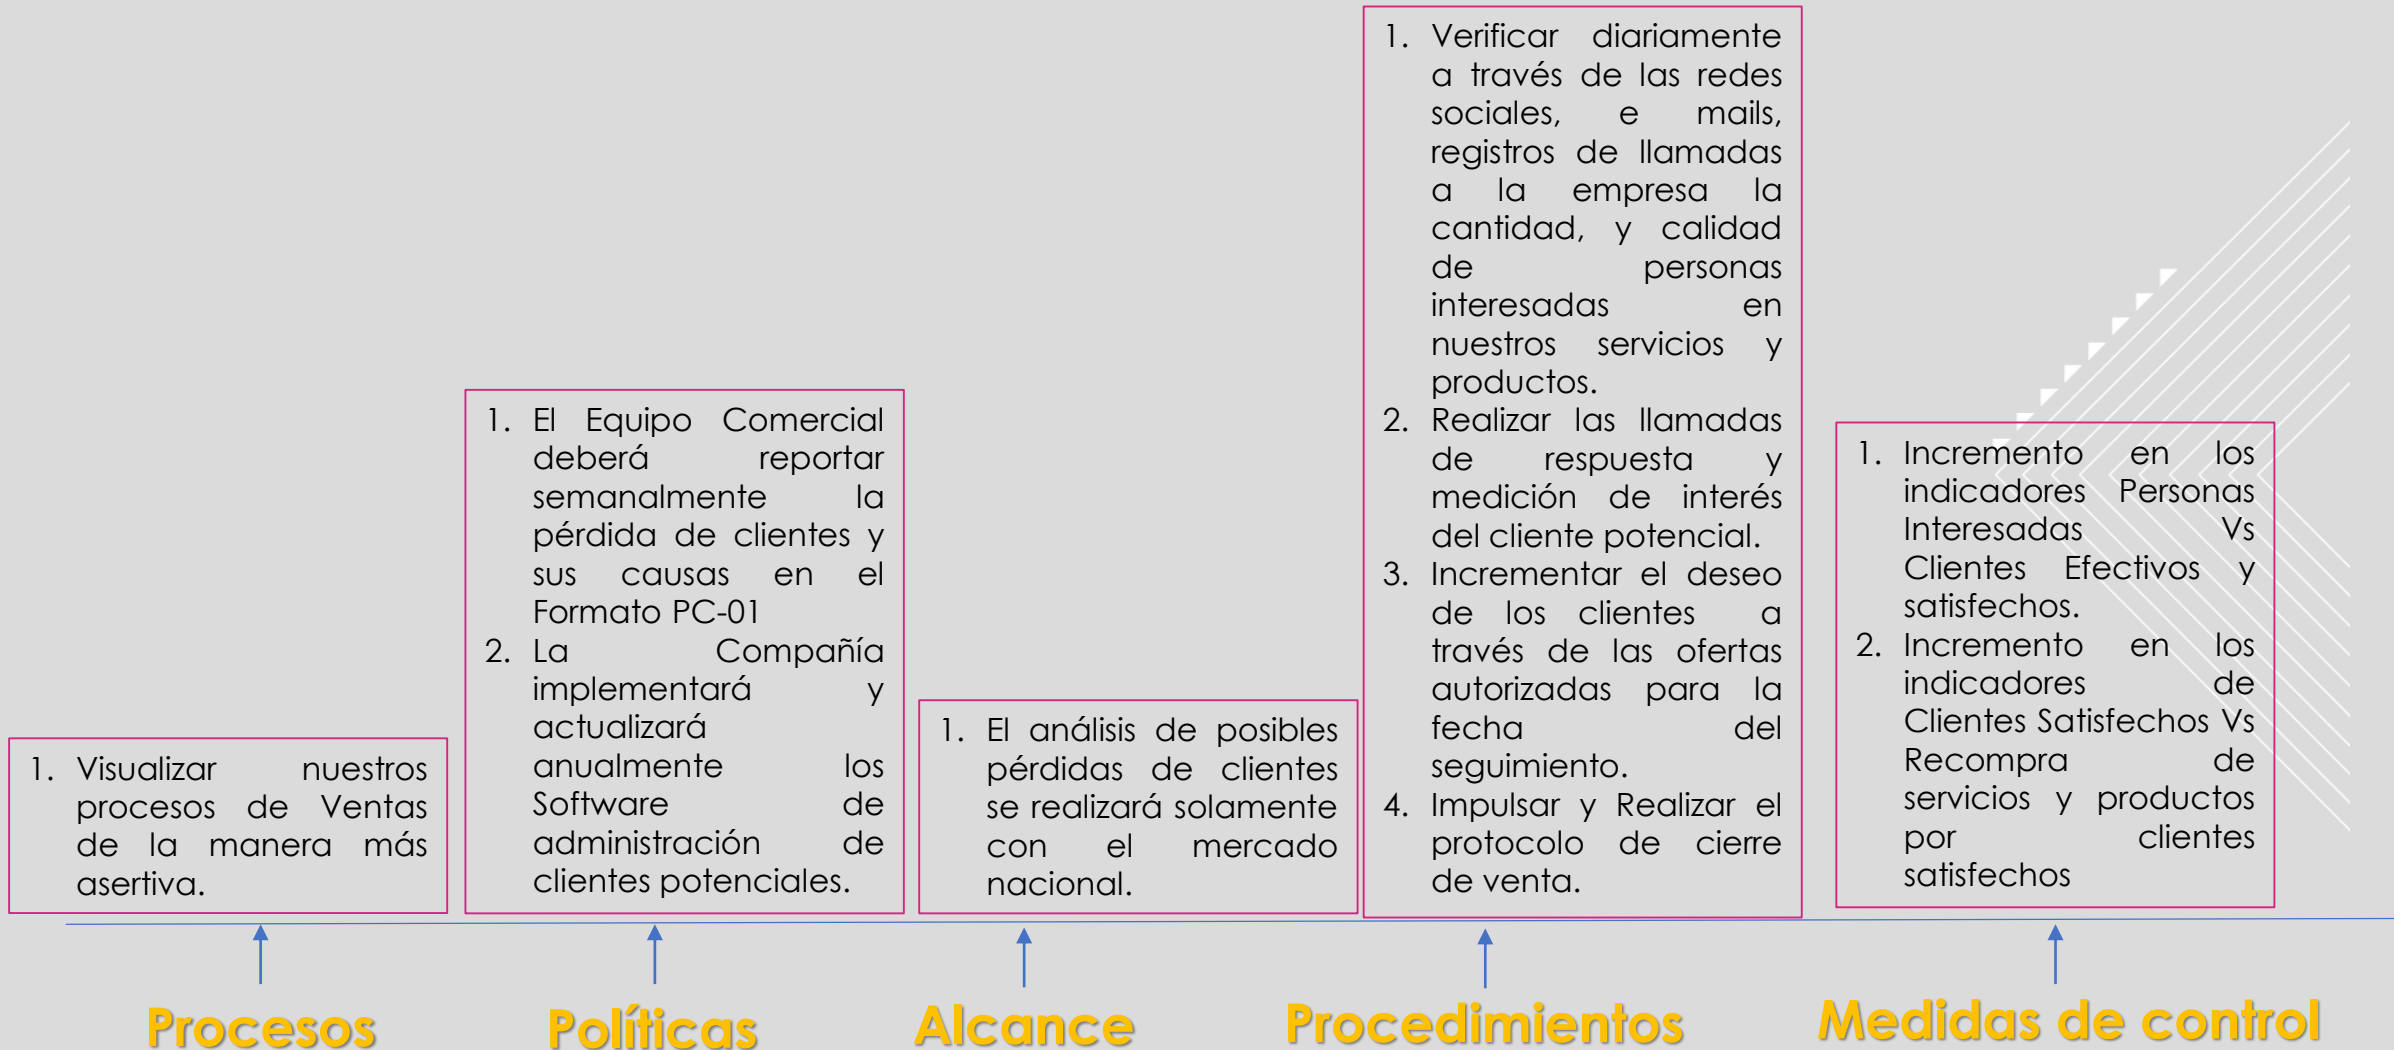 1. Visualizar nuestros
procesos de Ventas
de la manera más
asertiva.
1. El Equipo Comercial
deberá reportar
semanalmente la
pérdida de clientes y
sus causas en el
Formato PC-01
2. La Compañía
implementará y
actualizará
anualmente los
Software de
administración de
clientes potenciales.
1. El análisis de posibles
pérdidas de clientes
se realizará solamente
con el mercado
nacional.
1. Verificar diariamente
a través de las redes
sociales, e mails,
registros de llamadas
a la empresa la
cantidad, y calidad
de personas
interesadas en
nuestros servicios y
productos.
2. Realizar las llamadas
de respuesta y
medición de interés
del cliente potencial.
3. Incrementar el deseo
de los clientes a
través de las ofertas
autorizadas para la
fecha del
seguimiento.
4. Impulsar y Realizar el
protocolo de cierre
de venta.
1. Incremento en los
indicadores Personas
Interesadas Vs
Clientes Efectivos y
satisfechos.
2. Incremento en los
indicadores de
Clientes Satisfechos Vs
Recompra de
servicios y productos
por clientes
satisfechos
Procesos
Políticas
Alcance
Procedimientos
Medidas de control